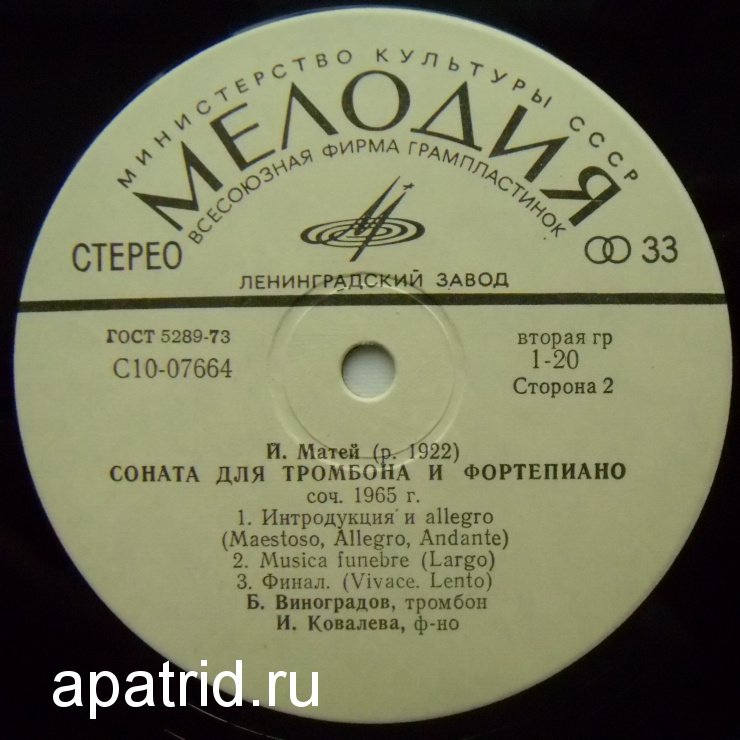 МИНИСТЕРСТВО КУЛЬТУРЫ СССР
МЕЛОДИЯ
ВСЕСОЮЗНАЯ ФИРМА ГРАМПЛАСТИНОК
СТЕРЕО
33
ЛЕНИНГРАДСКИЙ ЗАВОД
ГОСТ 5289-73
С10-07664
вторая гр
1-20
Сторона 2
Й. Матей (р. 1922)
СОНАТА ДЛЯ ТРОМБОНА И ФОРТЕПИАНО
соч. 1965 г.
1. Интродукция и allegro
(Maestoso, Allegro, Andante)
2. Musica funebre (Largo)
3. Финал. (Vivace. Lento)
Б. Виноградов, тромбон
И. Ковалева, ф-но
apatrid.ru